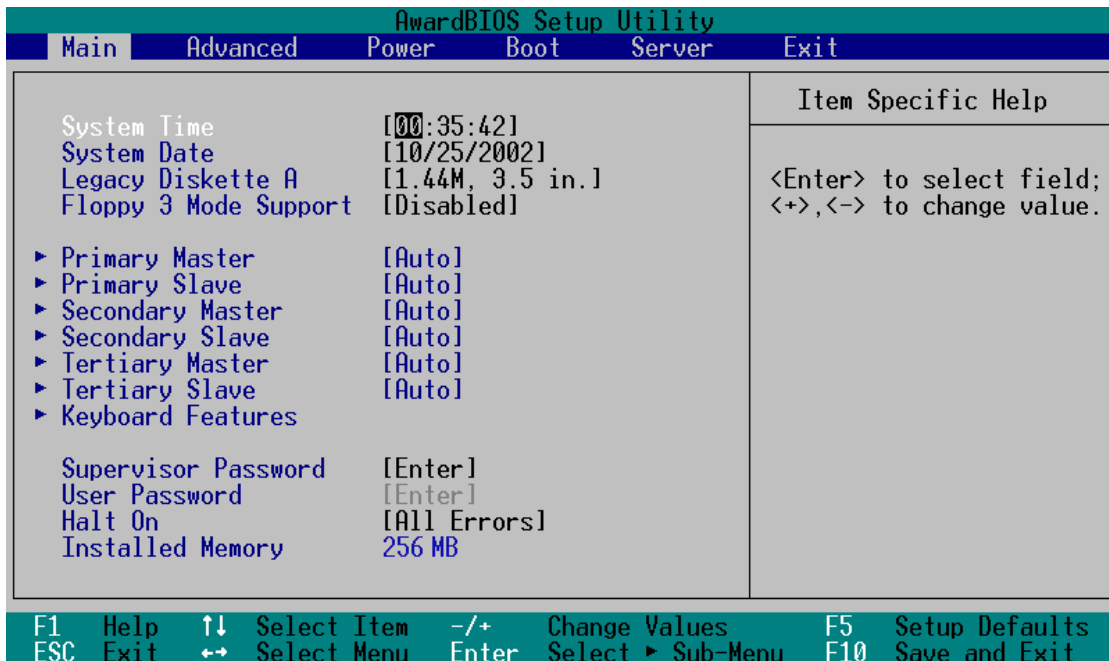 AwardBIOS Setup Utility
Main Advanced Power Boot Server Exit
System Time [00:35:42]
System Date [10/25/2002]
Legacy Diskette A [1.44M, 3.5 in.]
Floppy 3 Mode Support [Disabled]
▶ Primary Master [Auto]
▶ Primary Slave [Auto]
▶ Secondary Master [Auto]
▶ Secondary Slave [Auto]
▶ Tertiary Master [Auto]
▶ Tertiary Slave [Auto]
▶ Keyboard Features
Supervisor Password [Enter]
User Password [Enter]
Halt On [All Errors]
Installed Memory 256 MB
Item Specific Help
<Enter> to select field;
<+>,<-> to change value.
F1 Help ↑↓ Select Item -/+ Change Values F5 Setup Defaults
ESC Exit ←→ Select Menu Enter Select ▶ Sub-Menu F10 Save and Exit